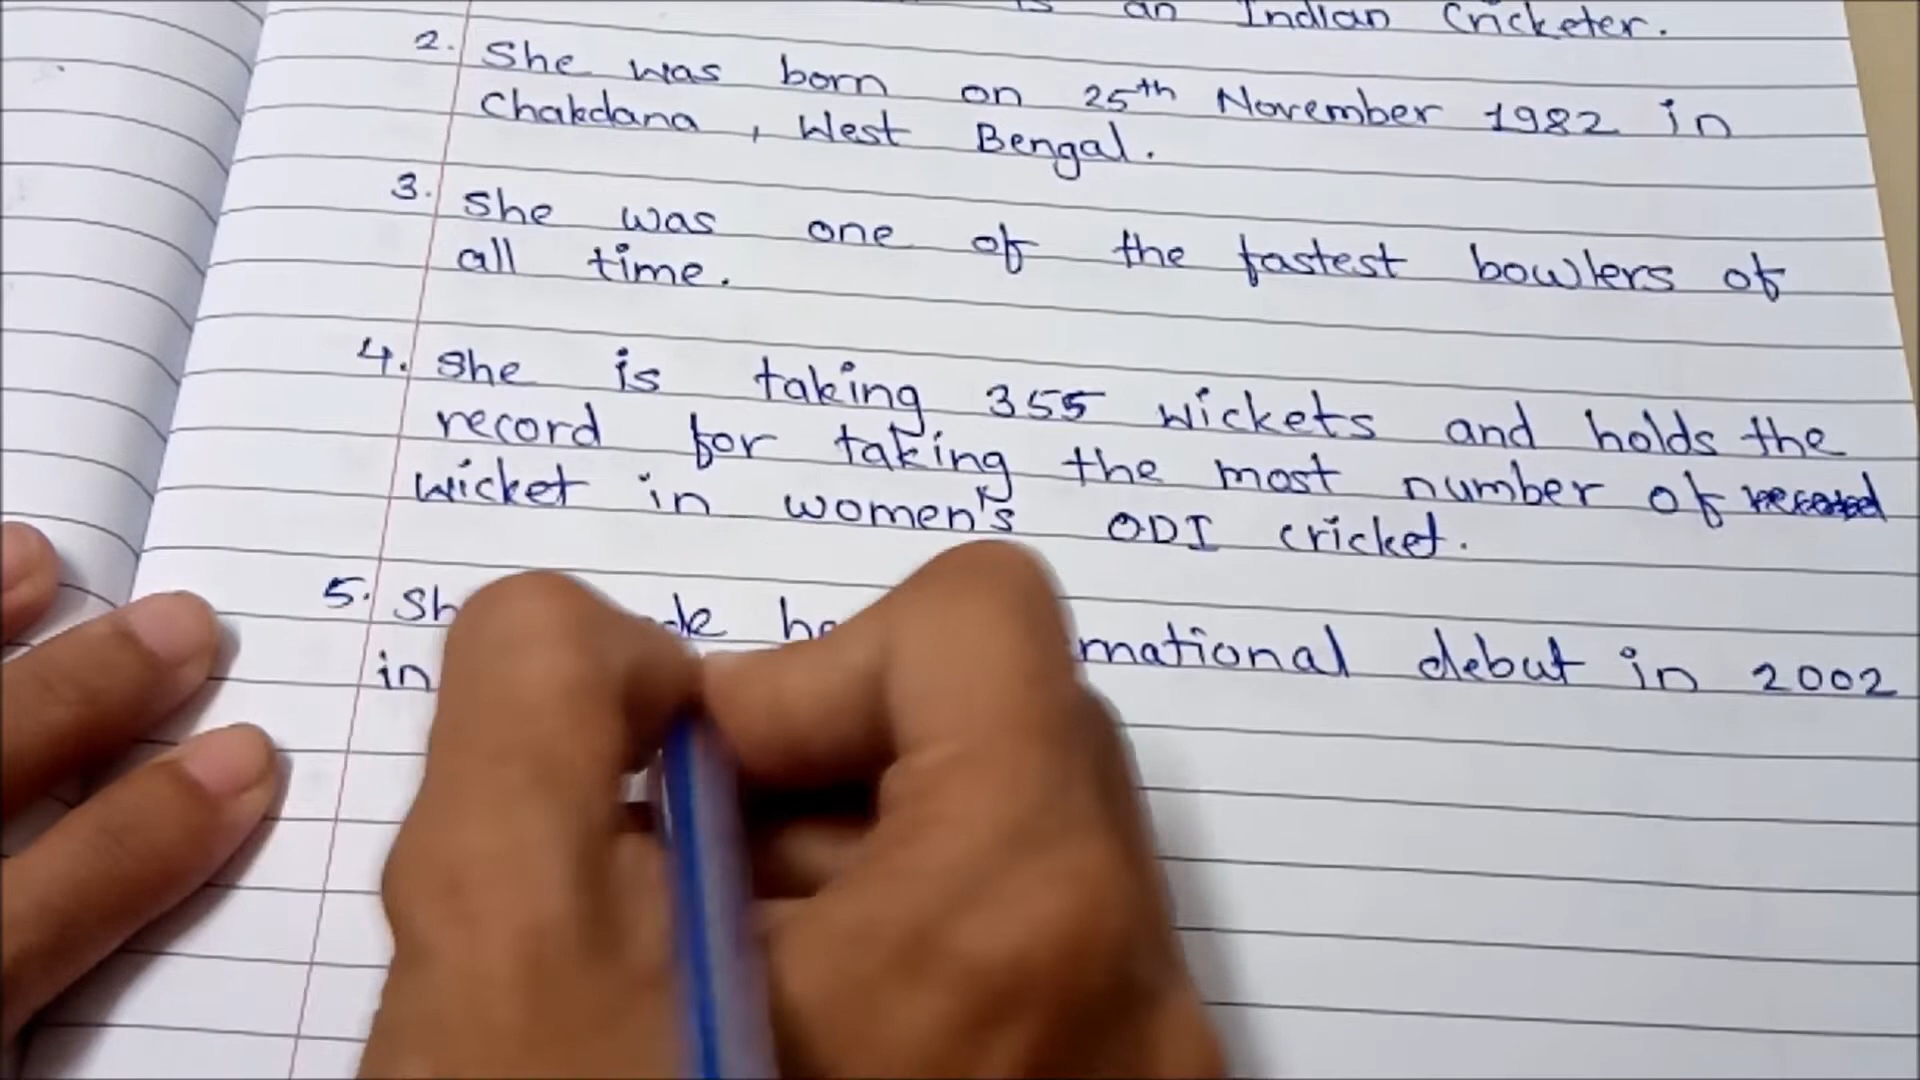 is an Indian Cricketer.
2. She was born on 25th November 1982 in
Chakdana, West Bengal.
3. She was one of the fastest bowlers of
all time.
4. She is taking 355 wickets and holds the
record for taking the most number of
wicket in women's ODI cricket.
5. debut in 2002
in